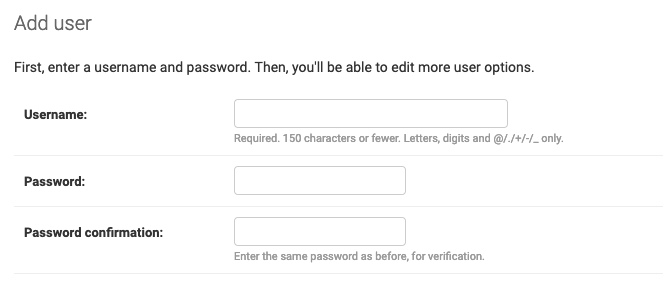 Add user
First, enter a username and password. Then, you'll be able to edit more user options.
Username:
Required. 150 characters or fewer. Letters, digits and @/./+/-/_ only.
Password:
Password confirmation:
Enter the same password as before, for verification.